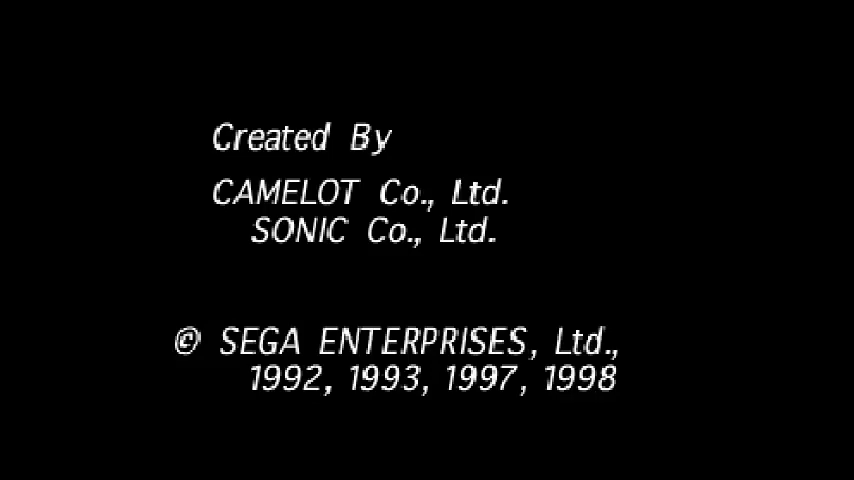 Created By
CAMELOT Co., Ltd.
SONIC Co., Ltd.
© SEGA ENTERPRISES, Ltd.,
1992, 1993, 1997, 1998